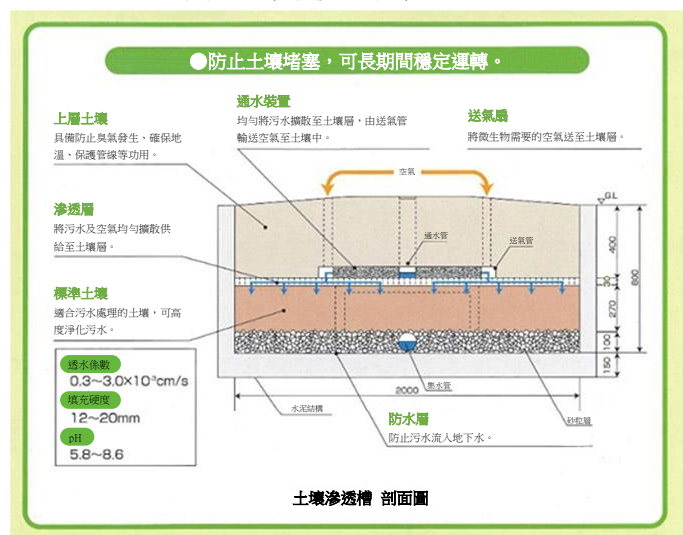 ●防止土壤堵塞，可長期間穩定運轉。
上層土壤
具備防止臭氣發生、確保地
溫、保護管線等功用。
通水裝置
均勻將污水擴散至土壤層，由送氣管
輸送空氣至土壤中。
送氣扇
將微生物需要的空氣送至土壤層。
空氣
G.L
滲透層
將污水及空氣均勻擴散供
給至土壤層。
通水管
送氣管
400
30
270
100
150
800
標準土壤
適合污水處理的土壤，可高
度淨化污水。
透水係數
0.3～3.0×10⁻³cm/s
填充硬度
12～20mm
pH
5.8～8.6
集水管
2000
水泥結構
砂粒層
防水層
防止污水流入地下水。
土壤滲透槽 剖面圖